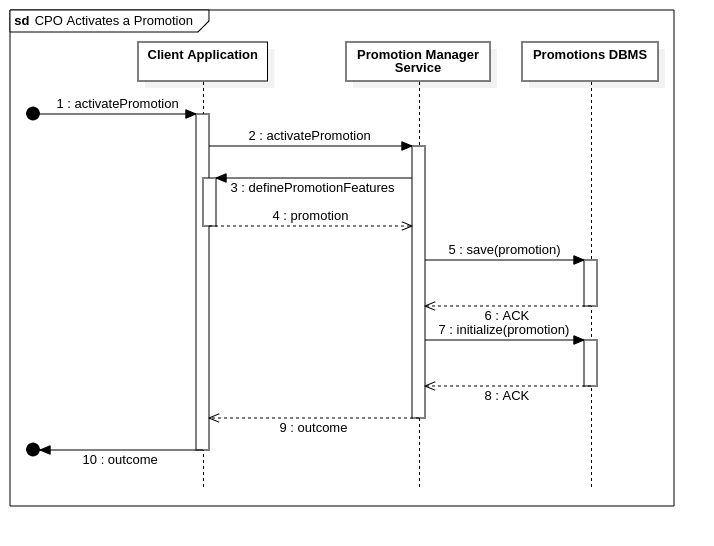 sd CPO Activates a Promotion
Client Application
Promotion Manager
Service
Promotions DBMS
1 : activatePromotion
2 : activatePromotion
3 : definePromotionFeatures
4 : promotion
5 : save(promotion)
6 : ACK
7 : initialize(promotion)
8 : ACK
9 : outcome
10 : outcome